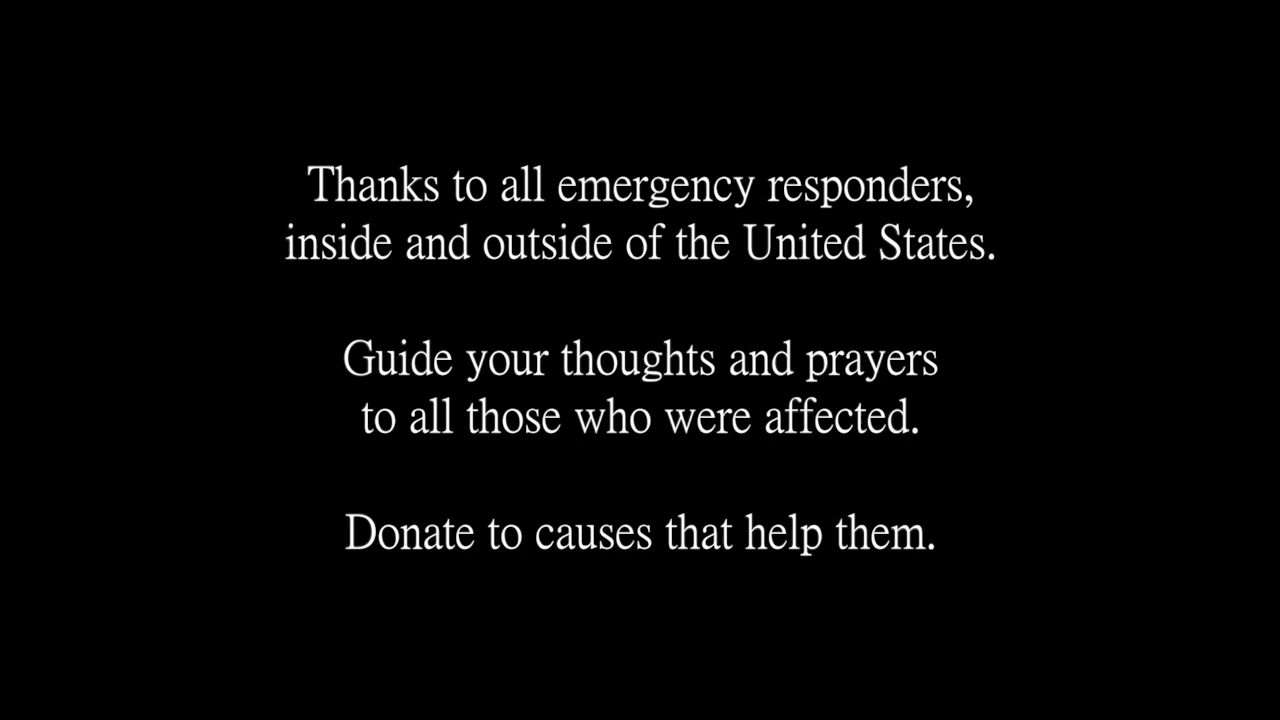 Thanks to all emergency responders,
inside and outside of the United States.
Guide your thoughts and prayers
to all those who were affected.
Donate to causes that help them.